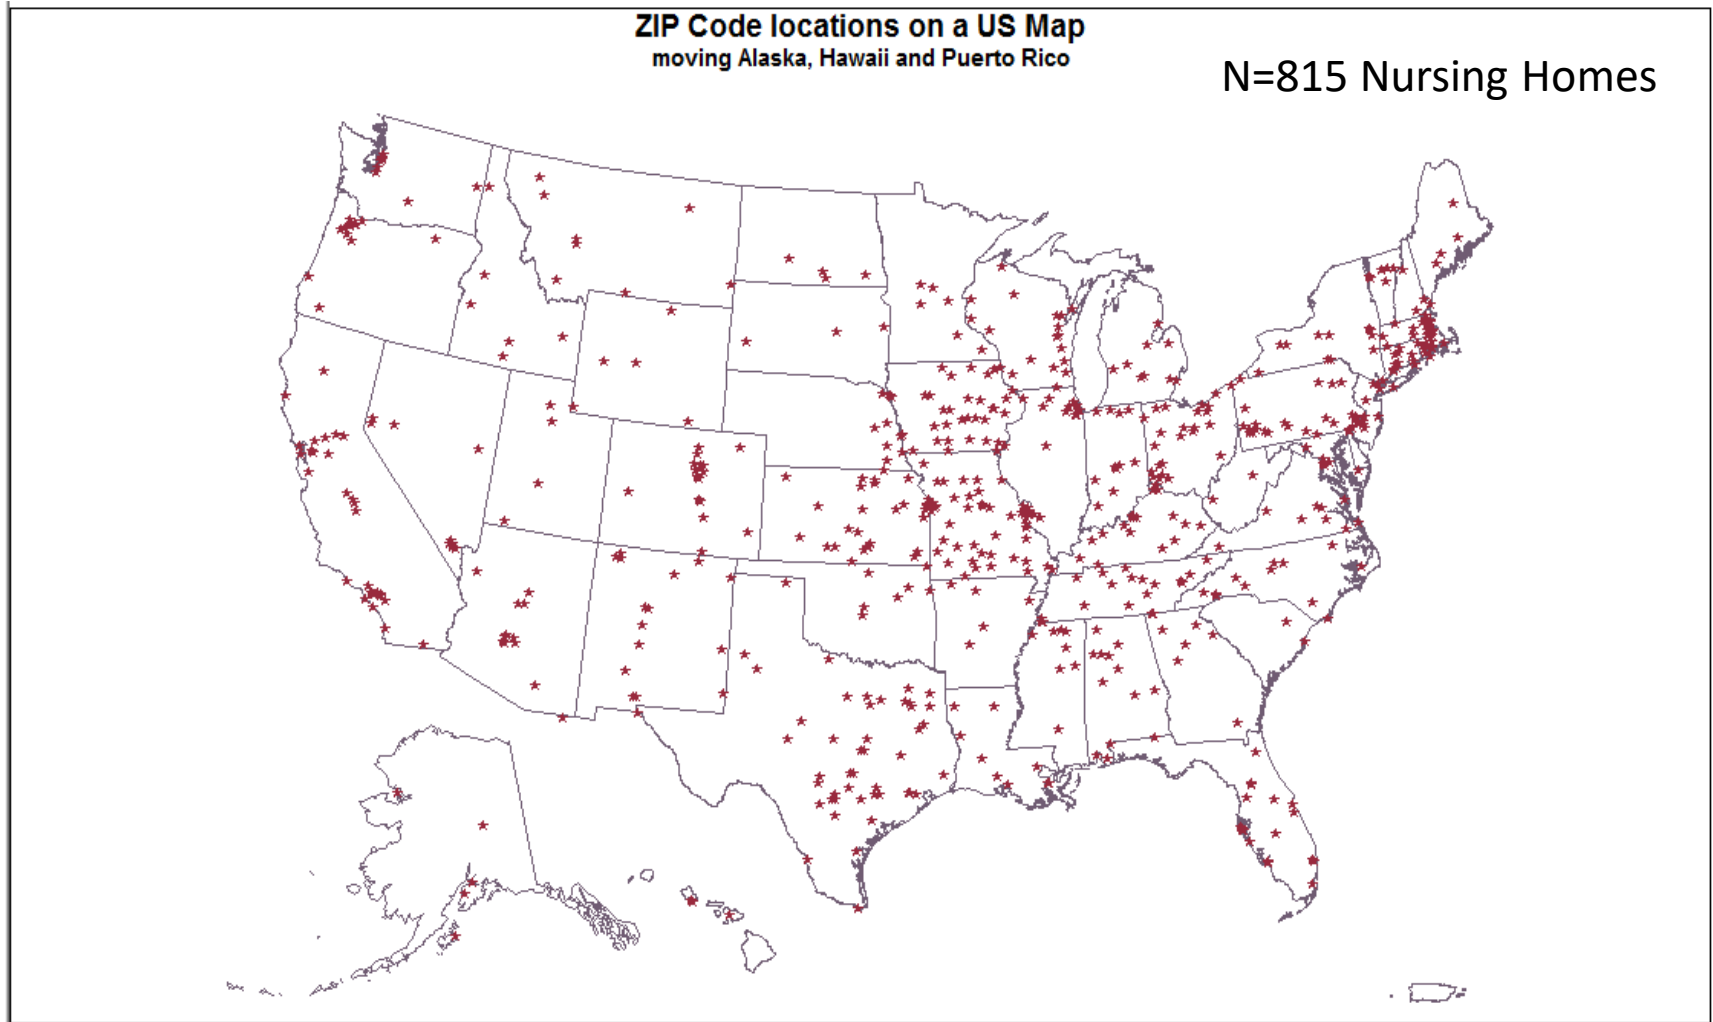 ZIP Code locations on a US Map
moving Alaska, Hawaii and Puerto Rico
N=815 Nursing Homes